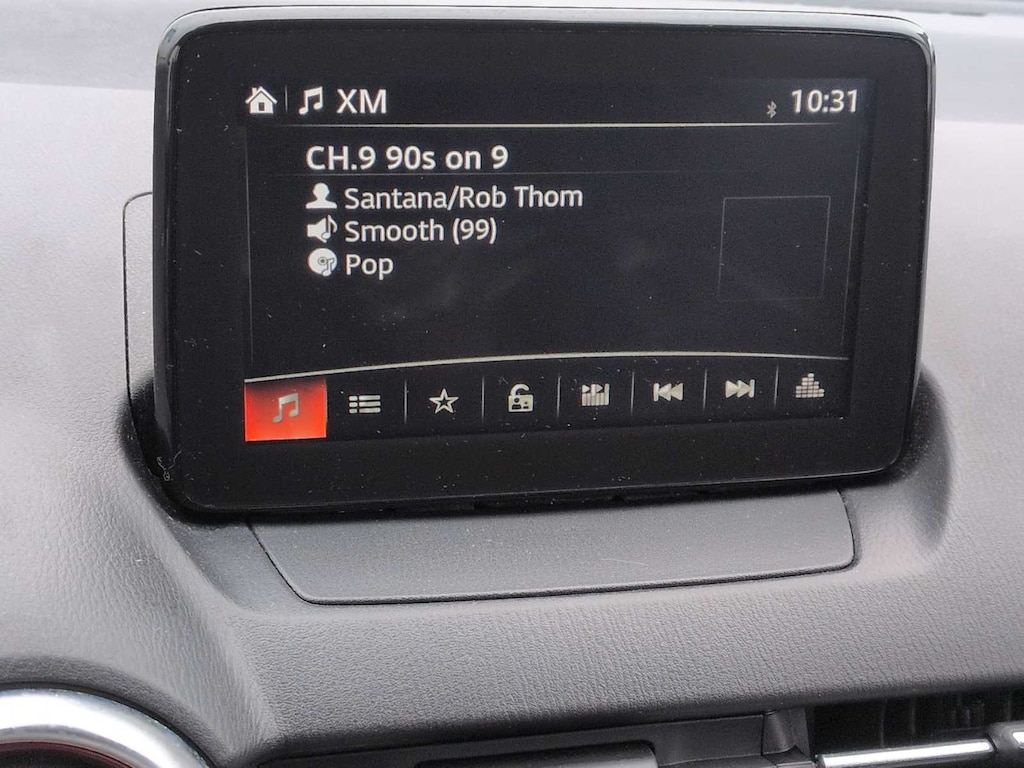 XM
10:31
CH.9 90s on 9
Santana/Rob Thom
Smooth (99)
Pop